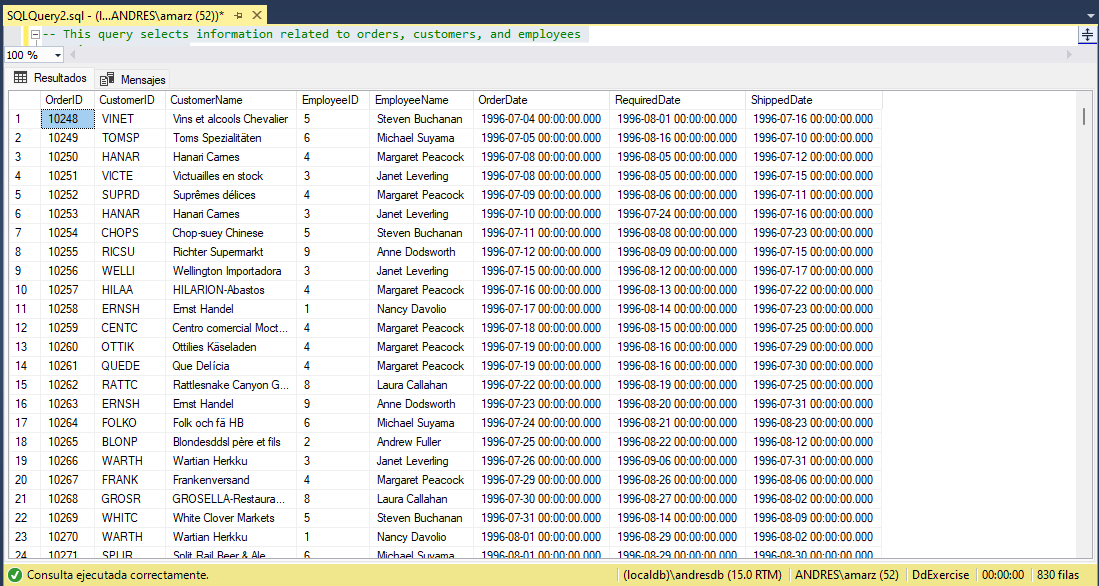 SQLQuery2.sql - (l...ANDRES\amarz (52))*
-- This query selects information related to orders, customers, and employees
100 %
Resultados Mensajes
OrderID CustomerID CustomerName EmployeeID EmployeeName OrderDate RequiredDate ShippedDate
1 10248 VINET Vins et alcools Chevalier 5 Steven Buchanan 1996-07-04 00:00:00.000 1996-08-01 00:00:00.000 1996-07-16 00:00:00.000
2 10249 TOMSP Toms Spezialitäten 6 Michael Suyama 1996-07-05 00:00:00.000 1996-08-16 00:00:00.000 1996-07-10 00:00:00.000
3 10250 HANAR Hanari Carnes 4 Margaret Peacock 1996-07-08 00:00:00.000 1996-08-05 00:00:00.000 1996-07-12 00:00:00.000
4 10251 VICTE Victuailles en stock 3 Janet Leverling 1996-07-08 00:00:00.000 1996-08-05 00:00:00.000 1996-07-15 00:00:00.000
5 10252 SUPRD Suprêmes délices 4 Margaret Peacock 1996-07-09 00:00:00.000 1996-08-06 00:00:00.000 1996-07-11 00:00:00.000
6 10253 HANAR Hanari Carnes 3 Janet Leverling 1996-07-10 00:00:00.000 1996-07-24 00:00:00.000 1996-07-16 00:00:00.000
7 10254 CHOPS Chop-suey Chinese 5 Steven Buchanan 1996-07-11 00:00:00.000 1996-08-08 00:00:00.000 1996-07-23 00:00:00.000
8 10255 RICSU Richter Supermarkt 9 Anne Dodsworth 1996-07-12 00:00:00.000 1996-08-09 00:00:00.000 1996-07-15 00:00:00.000
9 10256 WELLI Wellington Importadora 3 Janet Leverling 1996-07-15 00:00:00.000 1996-08-12 00:00:00.000 1996-07-17 00:00:00.000
10 10257 HILAA HILARION-Abastos 4 Margaret Peacock 1996-07-16 00:00:00.000 1996-08-13 00:00:00.000 1996-07-22 00:00:00.000
11 10258 ERNSH Ernst Handel 1 Nancy Davolio 1996-07-17 00:00:00.000 1996-08-14 00:00:00.000 1996-07-23 00:00:00.000
12 10259 CENTC Centro comercial Moct... 4 Margaret Peacock 1996-07-18 00:00:00.000 1996-08-15 00:00:00.000 1996-07-25 00:00:00.000
13 10260 OTTIK Ottilies Käseladen 4 Margaret Peacock 1996-07-19 00:00:00.000 1996-08-16 00:00:00.000 1996-07-29 00:00:00.000
14 10261 QUEDE Que Delícia 4 Margaret Peacock 1996-07-19 00:00:00.000 1996-08-16 00:00:00.000 1996-07-30 00:00:00.000
15 10262 RATTC Rattlesnake Canyon G... 8 Laura Callahan 1996-07-22 00:00:00.000 1996-08-19 00:00:00.000 1996-07-25 00:00:00.000
16 10263 ERNSH Ernst Handel 9 Anne Dodsworth 1996-07-23 00:00:00.000 1996-08-20 00:00:00.000 1996-07-31 00:00:00.000
17 10264 FOLKO Folk och fä HB 6 Michael Suyama 1996-07-24 00:00:00.000 1996-08-21 00:00:00.000 1996-08-23 00:00:00.000
18 10265 BLONP Blondesddsl père et fils 2 Andrew Fuller 1996-07-25 00:00:00.000 1996-08-22 00:00:00.000 1996-08-12 00:00:00.000
19 10266 WARTH Wartian Herkku 3 Janet Leverling 1996-07-26 00:00:00.000 1996-09-06 00:00:00.000 1996-07-31 00:00:00.000
20 10267 FRANK Frankenversand 4 Margaret Peacock 1996-07-29 00:00:00.000 1996-08-26 00:00:00.000 1996-08-06 00:00:00.000
21 10268 GROSR GROSELLA-Restaura... 8 Laura Callahan 1996-07-30 00:00:00.000 1996-08-27 00:00:00.000 1996-08-02 00:00:00.000
22 10269 WHITC White Clover Markets 5 Steven Buchanan 1996-07-31 00:00:00.000 1996-08-14 00:00:00.000 1996-08-09 00:00:00.000
23 10270 WARTH Wartian Herkku 1 Nancy Davolio 1996-08-01 00:00:00.000 1996-08-29 00:00:00.000 1996-08-02 00:00:00.000
24 10271 SPLIR Split Rail Beer & Ale 6 Michael Suyama 1996-08-01 00:00:00.000 1996-08-29 00:00:00.000 1996-08-30 00:00:00.000
Consulta ejecutada correctamente. (localdb)\andresdb (15.0 RTM) ANDRES\amarz (52) DdExercise 00:00:00 830 filas